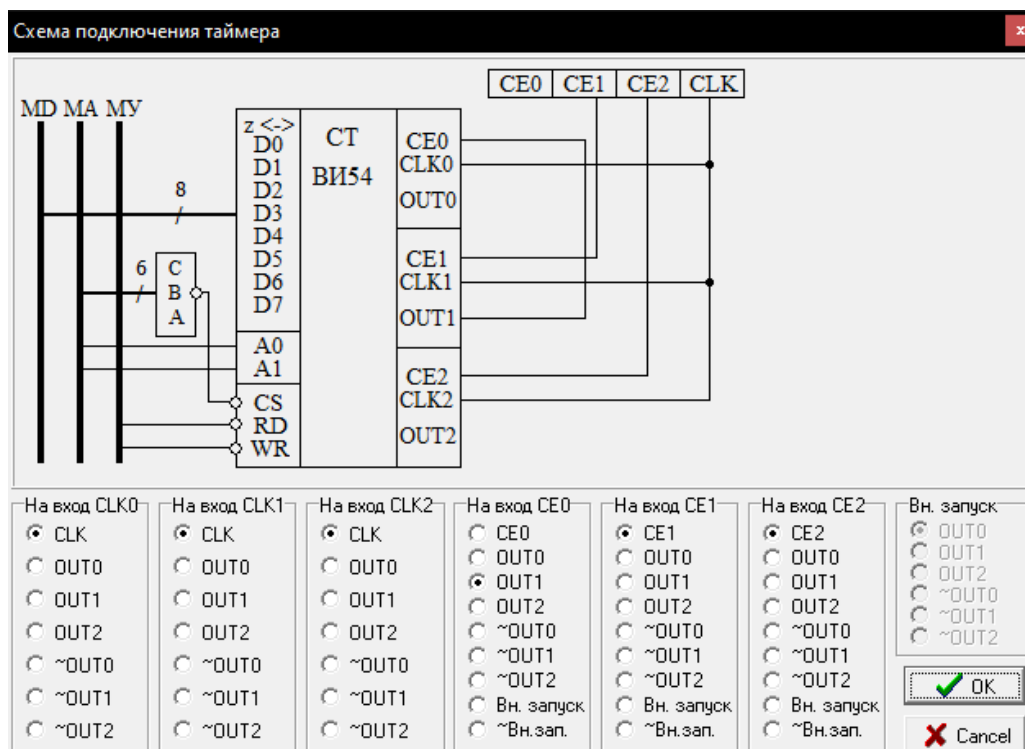 Схема подключения таймера
x
CE0 CE1 CE2 CLK
MD MA МУ
z <->
D0
D1
D2
D3
D4
D5
D6
D7
A0
A1
CS
RD
WR
CT
ВИ54
CE0
CLK0
OUT0
CE1
CLK1
OUT1
CE2
CLK2
OUT2
8
/
6
/
C
B
A
На вход CLK0
CLK
OUT0
OUT1
OUT2
~OUT0
~OUT1
~OUT2
На вход CLK1
CLK
OUT0
OUT1
OUT2
~OUT0
~OUT1
~OUT2
На вход CLK2
CLK
OUT0
OUT1
OUT2
~OUT0
~OUT1
~OUT2
На вход CE0
CE0
OUT0
OUT1
OUT2
~OUT0
~OUT1
~OUT2
Вн. запуск
~Вн.зап.
На вход CE1
CE1
OUT0
OUT1
OUT2
~OUT0
~OUT1
~OUT2
Вн. запуск
~Вн.зап.
На вход CE2
CE2
OUT0
OUT1
OUT2
~OUT0
~OUT1
~OUT2
Вн. запуск
~Вн.зап.
Вн. запуск
OUT0
OUT1
OUT2
~OUT0
~OUT1
~OUT2
OK
Cancel